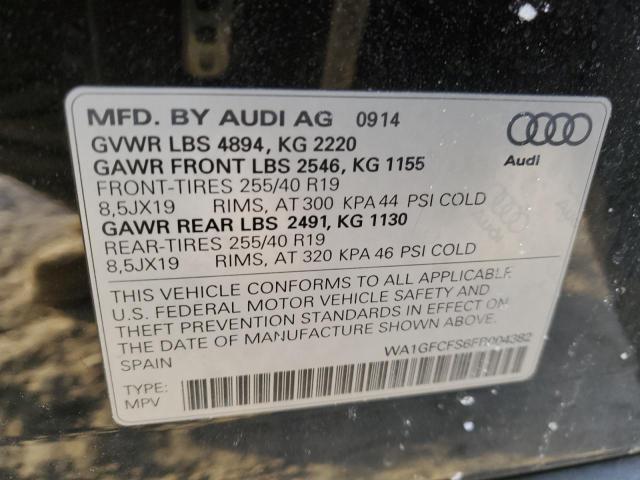 MFD. BY AUDI AG 0914
GVWR LBS 4894, KG 2220
GAWR FRONT LBS 2546, KG 1155
FRONT-TIRES 255/40 R19
8,5JX19 RIMS, AT 300 KPA 44 PSI COLD
GAWR REAR LBS 2491, KG 1130
REAR-TIRES 255/40 R19
8,5JX19 RIMS, AT 320 KPA 46 PSI COLD
Audi
Audi
THIS VEHICLE CONFORMS TO ALL APPLICABLE
U.S. FEDERAL MOTOR VEHICLE SAFETY AND
THEFT PREVENTION STANDARDS IN EFFECT ON
THE DATE OF MANUFACTURE SHOWN ABOVE.
SPAIN
WA1GFCFS6FR004382
TYPE:
MPV